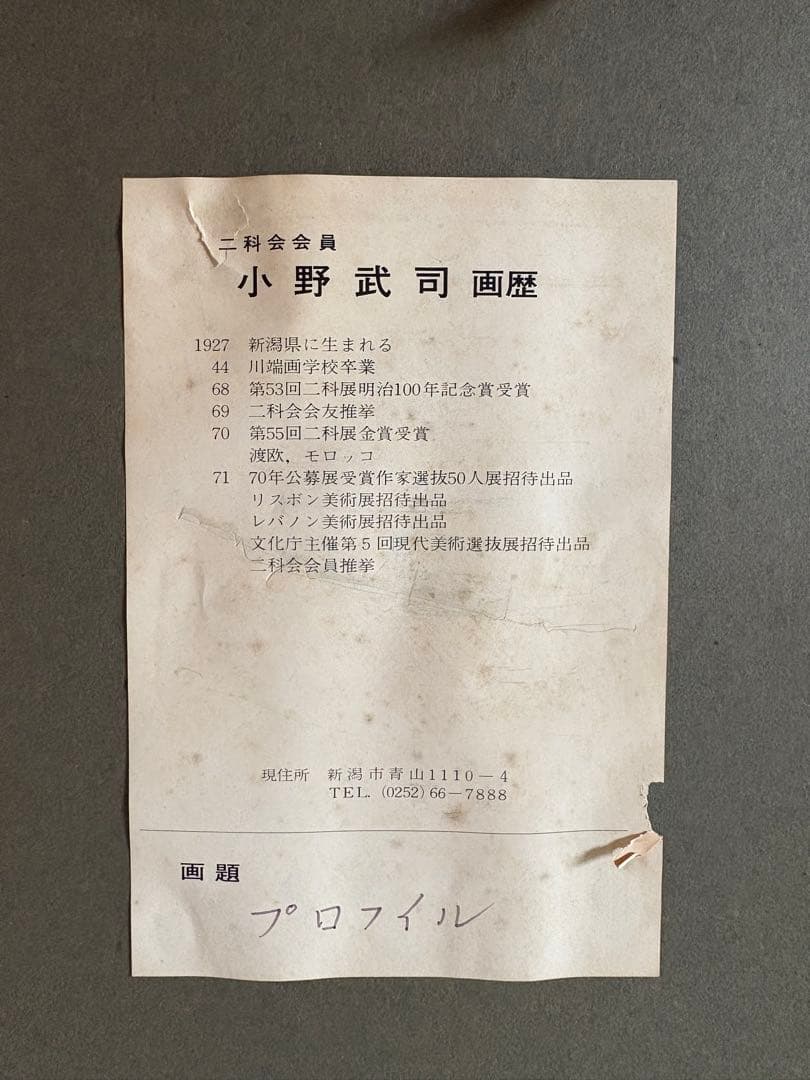 二科会会員
小野武司 画歴
1927 新潟県に生まれる
44 川端画学校卒業
68 第53回二科展明治100年記念賞受賞
69 二科会会友推挙
70 第55回二科展金賞受賞
渡欧，モロッコ
71 70年公募展受賞作家選抜50人展招待出品
リスボン美術展招待出品
レバノン美術展招待出品
文化庁主催第5回現代美術選抜展招待出品
二科会会員推挙
現住所 新潟市青山1110－4
TEL. (0252) 66－7888
画題
プロフイル